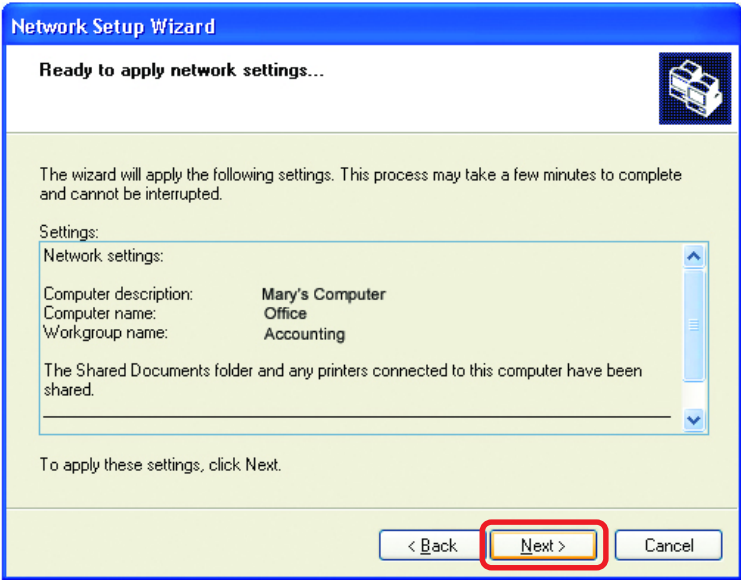 Network Setup Wizard
Ready to apply network settings...
The wizard will apply the following settings. This process may take a few minutes to complete
and cannot be interrupted.
Settings:
Network settings:
Computer description: Mary's Computer
Computer name: Office
Workgroup name: Accounting
The Shared Documents folder and any printers connected to this computer have been
shared.
To apply these settings, click Next.
< Back Next > Cancel